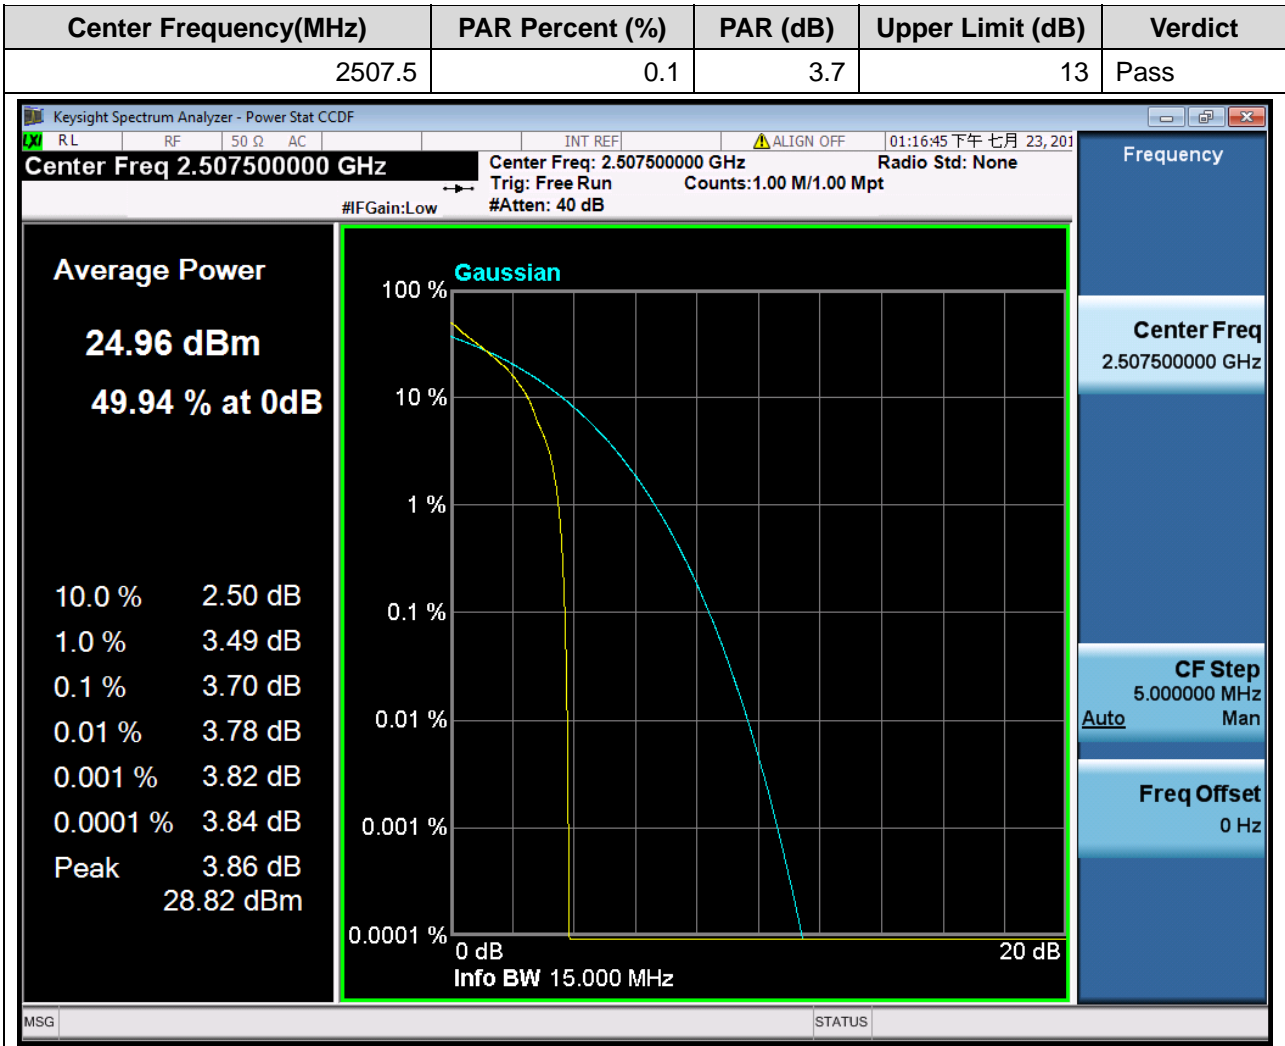 Center Frequency(MHz) PAR Percent (%) PAR (dB) Upper Limit (dB) Verdict
2507.5 0.1 3.7 13 Pass
Keysight Spectrum Analyzer - Power Stat CCDF
LXI RL RF 50 Ω AC INT REF ALIGN OFF 01:16:45 下午 七月 23, 201
Center Freq 2.507500000 GHz
Center Freq: 2.507500000 GHz Radio Std: None
Trig: Free Run Counts:1.00 M/1.00 Mpt
#IFGain:Low #Atten: 40 dB
Frequency
Average Power
24.96 dBm
49.94 % at 0dB
10.0 % 2.50 dB
1.0 % 3.49 dB
0.1 % 3.70 dB
0.01 % 3.78 dB
0.001 % 3.82 dB
0.0001 % 3.84 dB
Peak 3.86 dB
28.82 dBm
Gaussian
100 %
10 %
1 %
0.1 %
0.01 %
0.001 %
0.0001 %
0 dB 20 dB
Info BW 15.000 MHz
Center Freq
2.507500000 GHz
CF Step
5.000000 MHz
Auto Man
Freq Offset
0 Hz
MSG STATUS